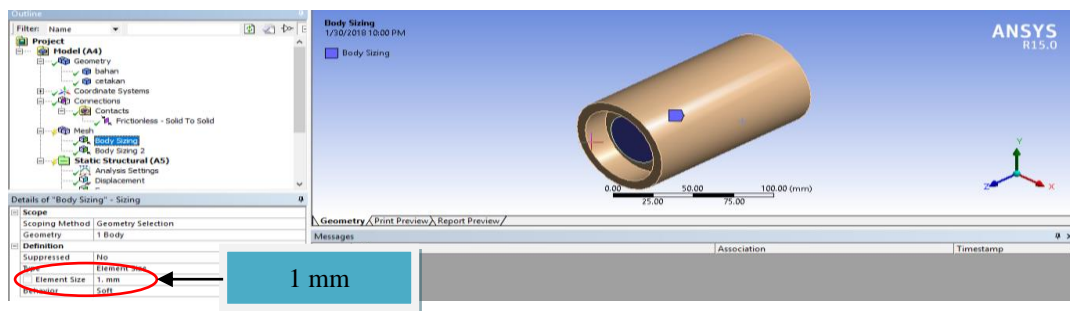 Outline
Filter: Name
Project
Model (A4)
Geometry
bahan
cetakan
Coordinate Systems
Connections
Contacts
Frictionless - Solid To Solid
Mesh
Body Sizing
Body Sizing 2
Static Structural (A5)
Analysis Settings
Displacement
Details of "Body Sizing" - Sizing
Scope
Scoping Method Geometry Selection
Geometry 1 Body
Definition
Suppressed No
Type Element Size
Element Size 1. mm
Behavior Soft
1 mm
Body Sizing
1/30/2018 10:00 PM
Body Sizing
ANSYS
R15.0
0.00 50.00 100.00 (mm)
25.00 75.00
Y
Z X
Geometry Print Preview Report Preview
Messages
Association Timestamp